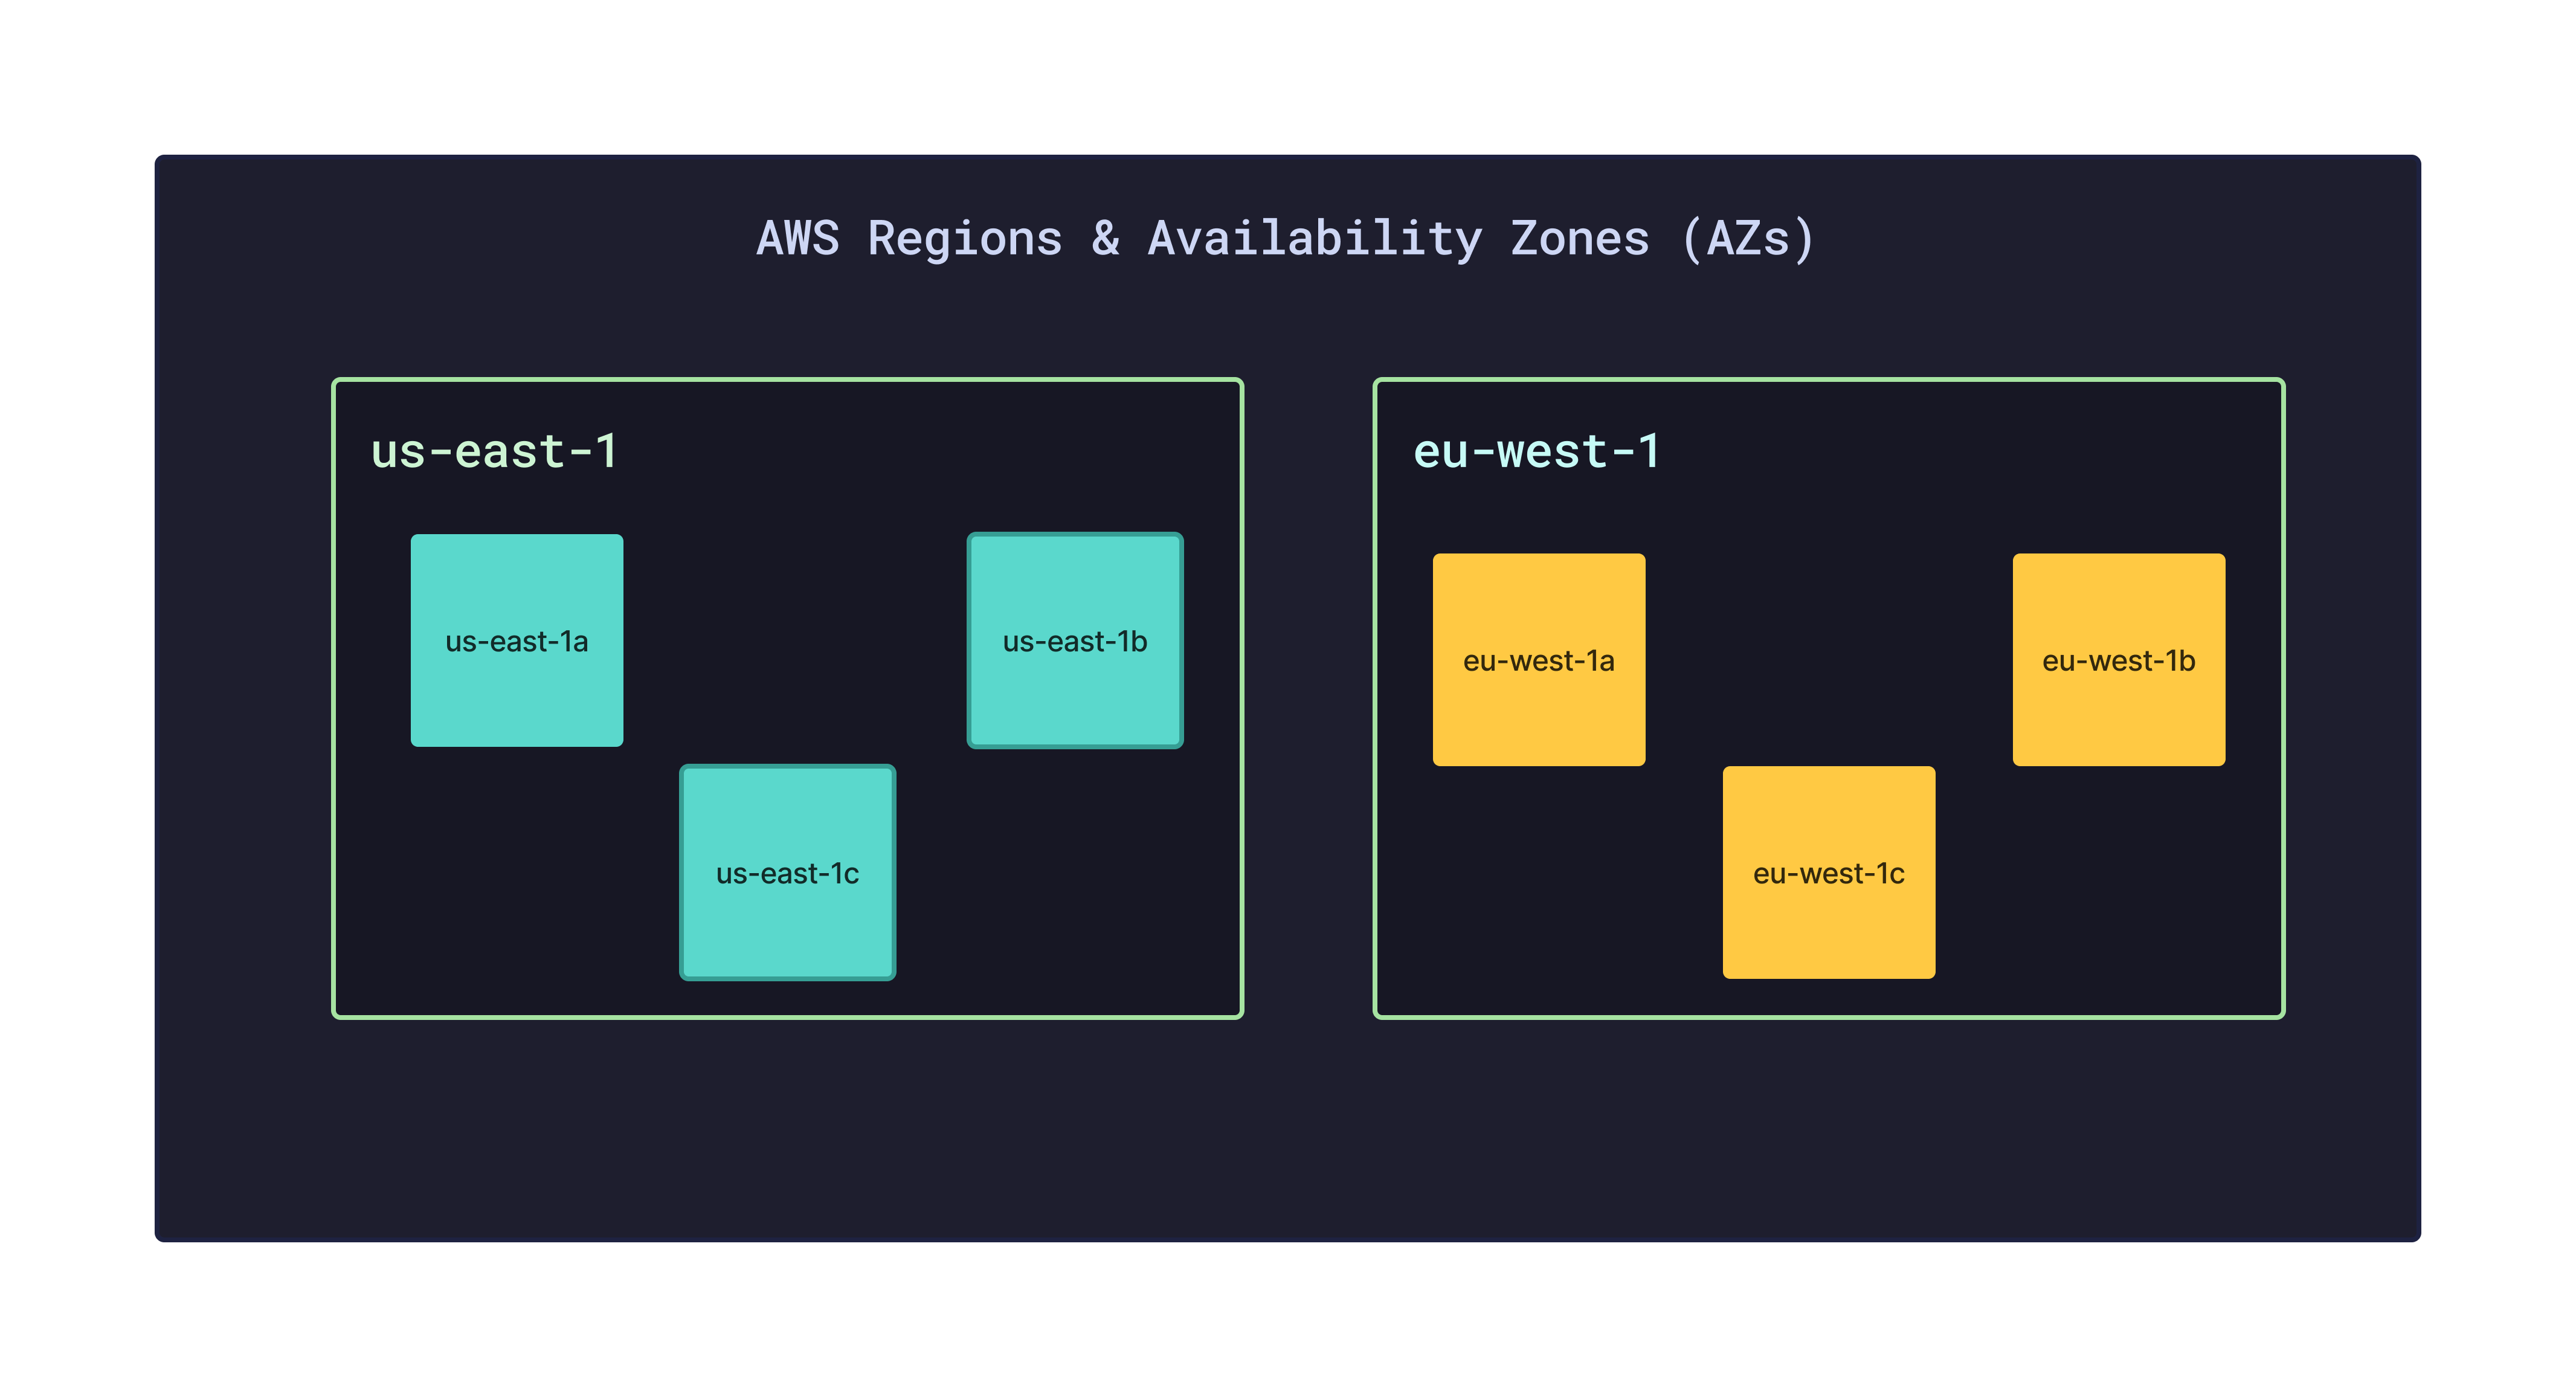 AWS Regions & Availability Zones (AZs)
us-east-1
us-east-1a
us-east-1b
us-east-1c
eu-west-1
eu-west-1a
eu-west-1b
eu-west-1c